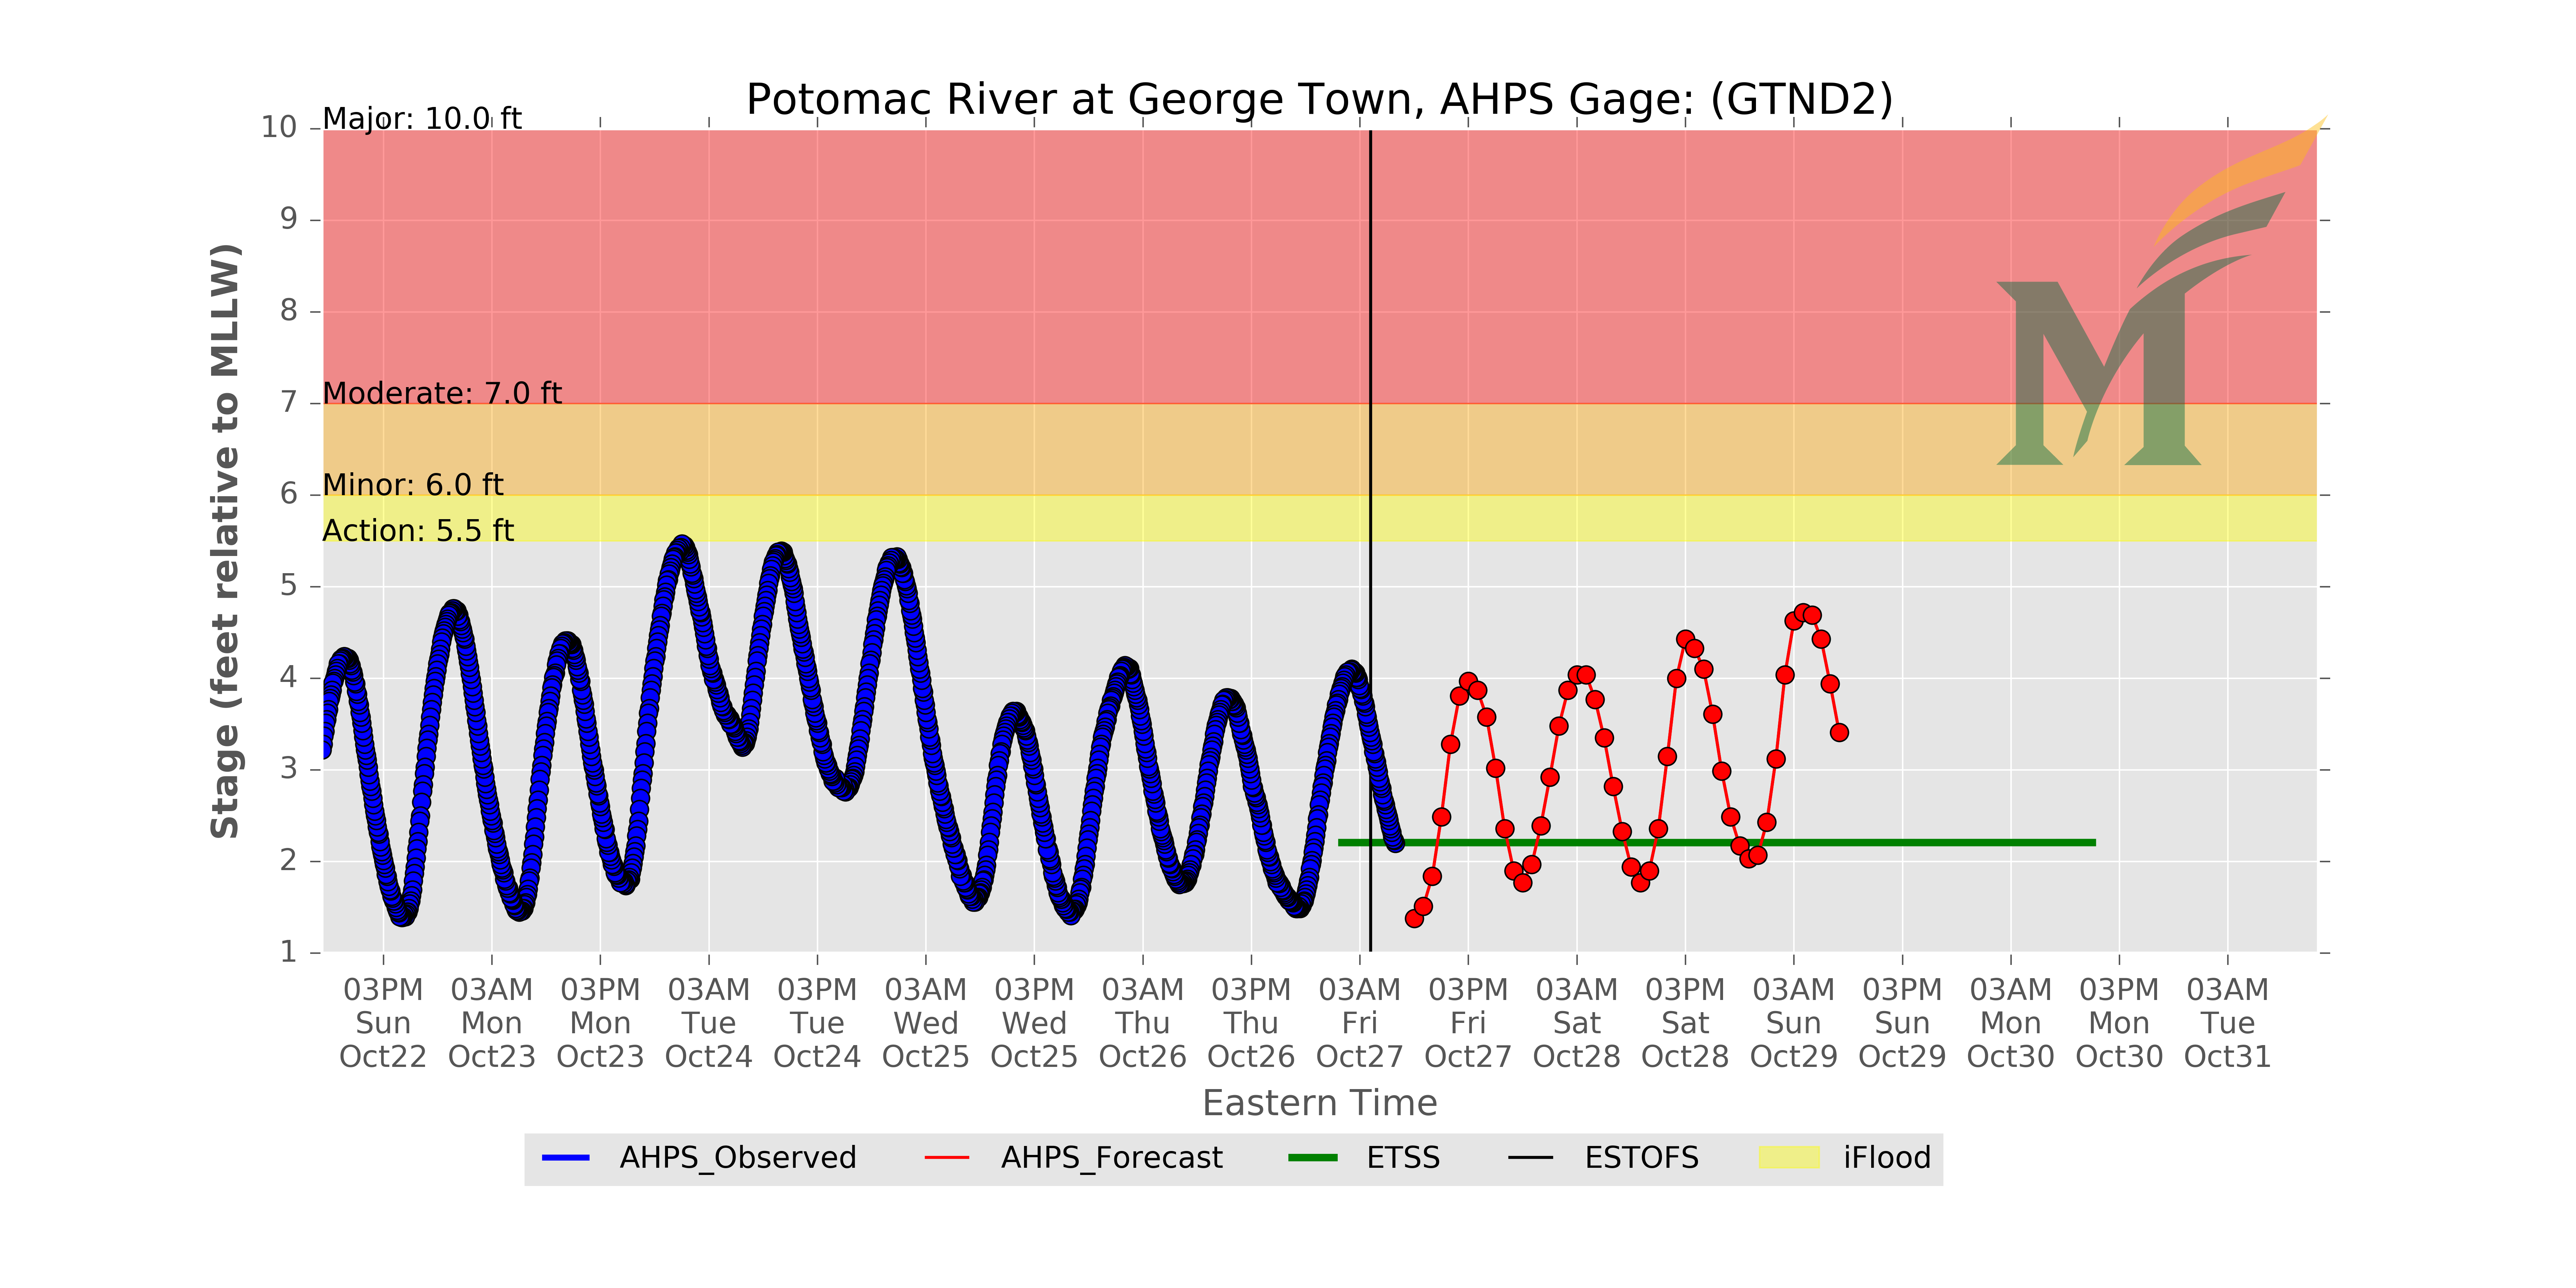 Potomac River at George Town, AHPS Gage: (GTND2)
Major: 10.0 ft
Moderate: 7.0 ft
Minor: 6.0 ft
Action: 5.5 ft
10
9
8
7
6
5
4
3
2
1
Stage (feet relative to MLLW)
03PM 03AM 03PM 03AM 03PM 03AM 03PM 03AM 03PM 03AM 03PM 03AM 03PM 03AM 03PM 03AM 03PM 03AM
Sun Mon Mon Tue Tue Wed Wed Thu Thu Fri Fri Sat Sat Sun Sun Mon Mon Tue
Oct22 Oct23 Oct23 Oct24 Oct24 Oct25 Oct25 Oct26 Oct26 Oct27 Oct27 Oct28 Oct28 Oct29 Oct29 Oct30 Oct30 Oct31
Eastern Time
AHPS_Observed AHPS_Forecast ETSS ESTOFS iFlood
M